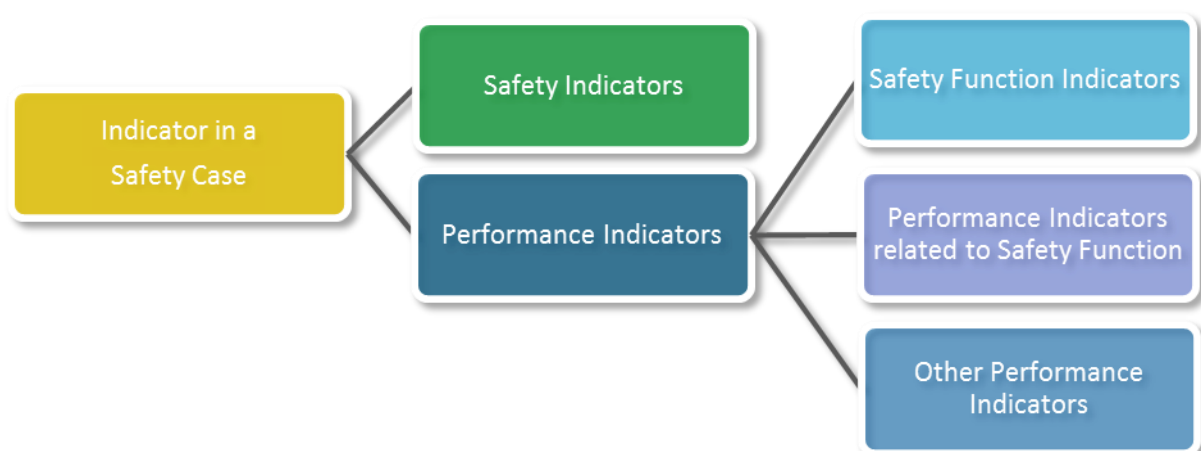 Indicator in a
Safety Case
Safety Indicators
Performance Indicators
Safety Function Indicators
Performance Indicators
related to Safety Function
Other Performance
Indicators